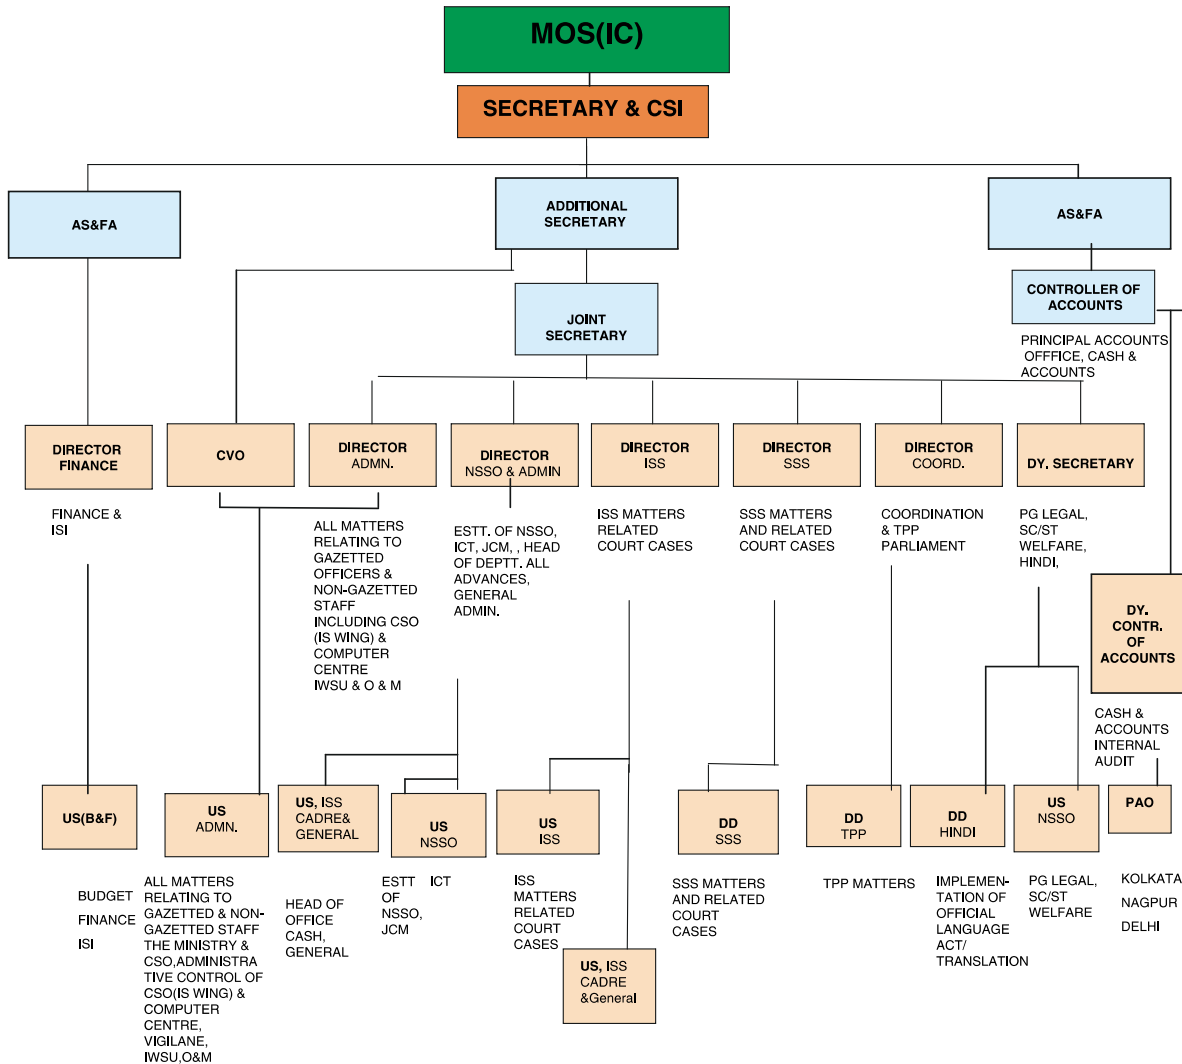 MOS(IC)
SECRETARY & CSI
AS&FA
ADDITIONAL
SECRETARY
AS&FA
JOINT
SECRETARY
CONTROLLER OF
ACCOUNTS
PRINCIPAL ACCOUNTS
OFFFICE, CASH &
ACCOUNTS
DIRECTOR
FINANCE
CVO
DIRECTOR
ADMN.
DIRECTOR
NSSO & ADMIN
DIRECTOR
ISS
DIRECTOR
SSS
DIRECTOR
COORD.
DY. SECRETARY
FINANCE &
ISI
ALL MATTERS
RELATING TO
GAZETTED
OFFICERS &
NON-GAZETTED
STAFF
INCLUDING CSO
(IS WING) &
COMPUTER
CENTRE
IWSU & O & M
ESTT. OF NSSO,
ICT, JCM, , HEAD
OF DEPTT. ALL
ADVANCES,
GENERAL
ADMIN.
ISS MATTERS
RELATED
COURT CASES
SSS MATTERS
AND RELATED
COURT CASES
COORDINATION
& TPP
PARLIAMENT
PG LEGAL,
SC/ST
WELFARE,
HINDI,
DY.
CONTR.
OF
ACCOUNTS
CASH &
ACCOUNTS
INTERNAL
AUDIT
US(B&F)
US
ADMN.
US, ISS
CADRE&
GENERAL
US
NSSO
US
ISS
DD
SSS
DD
TPP
DD
HINDI
US
NSSO
PAO
BUDGET
FINANCE
ISI
ALL MATTERS
RELATING TO
GAZETTED & NON-
GAZETTED STAFF
THE MINISTRY &
CSO,ADMINISTRA
TIVE CONTROL OF
CSO(IS WING) &
COMPUTER
CENTRE,
VIGILANE,
IWSU,O&M
HEAD OF
OFFICE
CASH,
GENERAL
ESTT
OF
NSSO,
JCM
ICT
ISS
MATTERS
RELATED
COURT
CASES
US, ISS
CADRE
&General
SSS MATTERS
AND RELATED
COURT
CASES
TPP MATTERS
IMPLEMEN-
TATION OF
OFFICIAL
LANGUAGE
ACT/
TRANSLATION
PG LEGAL,
SC/ST
WELFARE
KOLKATA
NAGPUR
DELHI